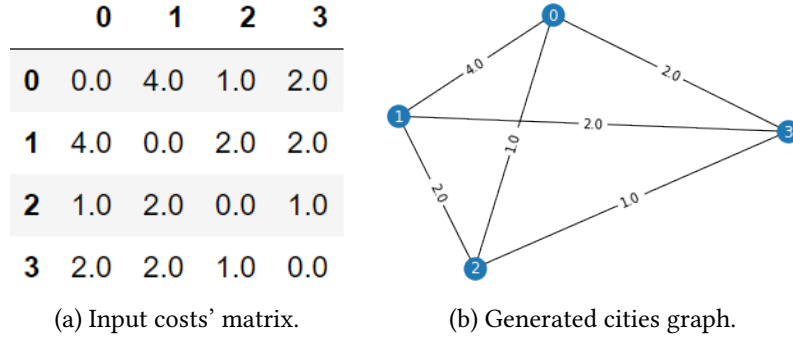 0 1 2 3
0 0.0 4.0 1.0 2.0
1 4.0 0.0 2.0 2.0
2 1.0 2.0 0.0 1.0
3 2.0 2.0 1.0 0.0
(a) Input costs’ matrix.
0
4.0
2.0
1
2.0
3
1.0
2.0
1.0
2
(b) Generated cities graph.